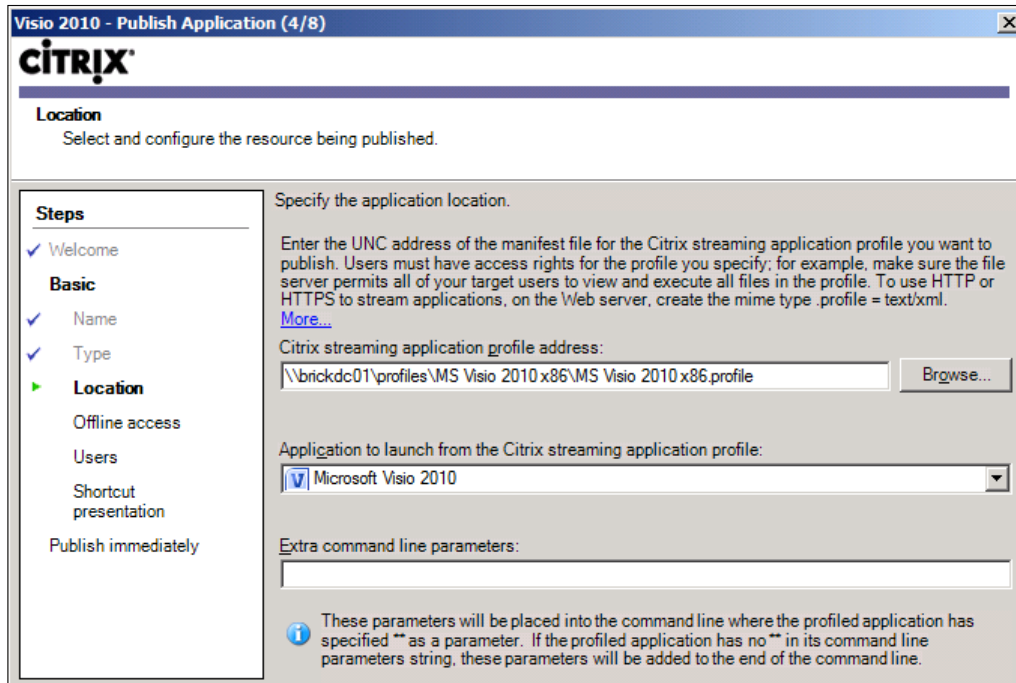 Visio 2010 - Publish Application (4/8)
CİTRIX
Location
Select and configure the resource being published.
Steps
Welcome
Basic
Name
Type
Location
Offline access
Users
Shortcut
presentation
Publish immediately
Specify the application location.
Enter the UNC address of the manifest file for the Citrix streaming application profile you want to
publish. Users must have access rights for the profile you specify; for example, make sure the file
server permits all of your target users to view and execute all files in the profile. To use HTTP or
HTTPS to stream applications, on the Web server, create the mime type .profile = text/xml.
More...
Citrix streaming application profile address:
\\brickdc01\profiles\MS Visio 2010 x86\MS Visio 2010 x86.profile
Browse...
Application to launch from the Citrix streaming application profile:
Microsoft Visio 2010
Extra command line parameters:
These parameters will be placed into the command line where the profiled application has
specified ** as a parameter. If the profiled application has no ** in its command line
parameters string, these parameters will be added to the end of the command line.